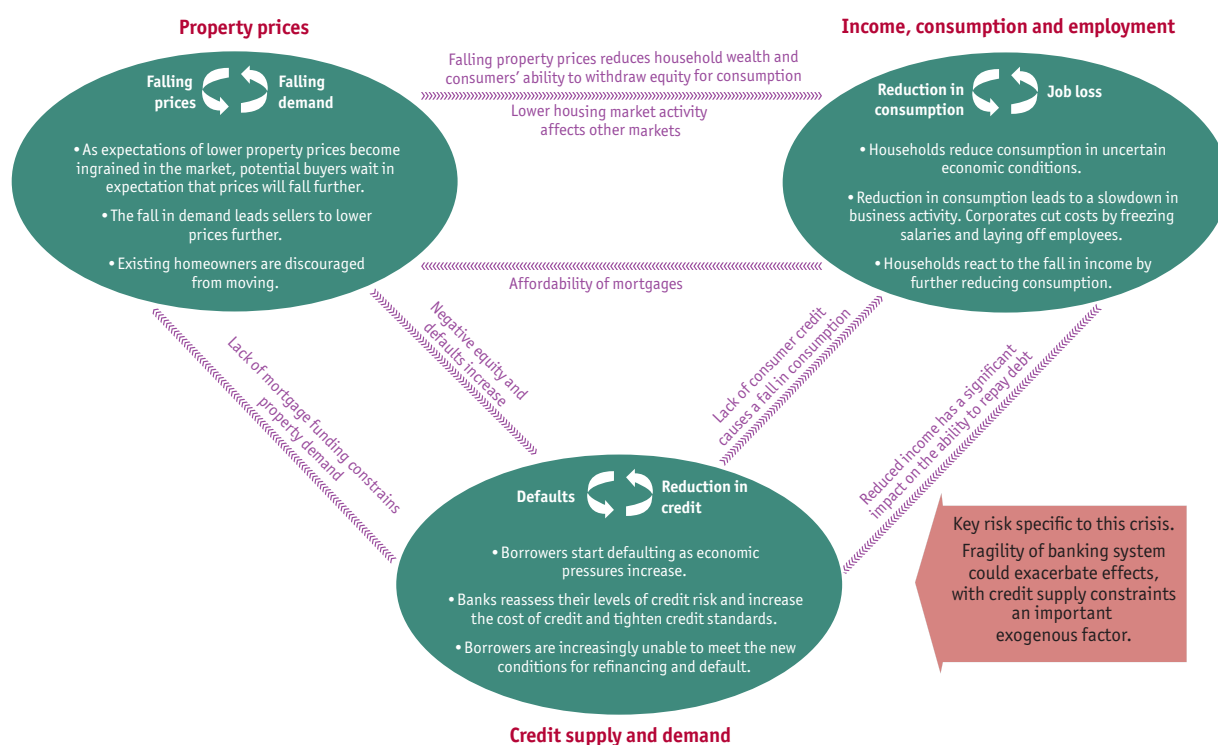 Property prices
Falling
prices
Falling
demand
• As expectations of lower property prices become
ingrained in the market, potential buyers wait in
expectation that prices will fall further.
• The fall in demand leads sellers to lower
prices further.
• Existing homeowners are discouraged
from moving.
Falling property prices reduces household wealth and
consumers’ ability to withdraw equity for consumption
Lower housing market activity
affects other markets
Income, consumption and employment
Reduction in
consumption
Job loss
• Households reduce consumption in uncertain
economic conditions.
• Reduction in consumption leads to a slowdown in
business activity. Corporates cut costs by freezing
salaries and laying off employees.
• Households react to the fall in income by
further reducing consumption.
Affordability of mortgages
Lack of mortgage funding constrains
property demand
Negative equity and
defaults increase
Lack of consumer credit
causes a fall in consumption
Reduced income has a significant
impact on the ability to repay debt
Defaults
Reduction in
credit
• Borrowers start defaulting as economic
pressures increase.
• Banks reassess their levels of credit risk and increase
the cost of credit and tighten credit standards.
• Borrowers are increasingly unable to meet the new
conditions for refinancing and default.
Credit supply and demand
Key risk specific to this crisis.
Fragility of banking system
could exacerbate effects,
with credit supply constraints
an important
exogenous factor.